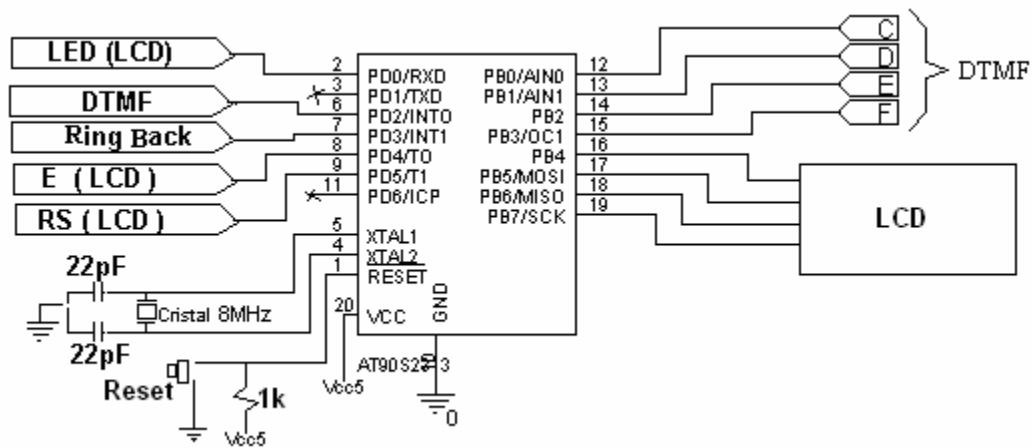 LED (LCD)
DTMF
Ring Back
E ( LCD )
RS ( LCD )
2
3
6
7
8
9
11
5
4
1
20
PD0/RXD
PD1/TXD
PD2/INT0
PD3/INT1
PD4/T0
PD5/T1
PD6/ICP
XTAL1
XTAL2
RESET
VCC
GND
PB0/AIN0
PB1/AIN1
PB2
PB3/OC1
PB4
PB5/MOSI
PB6/MISO
PB7/SCK
12
13
14
15
16
17
18
19
C
D
E
F
DTMF
LCD
22pF
Cristal 8MHz
22pF
Reset
1k
Vcc5
Vcc5
0